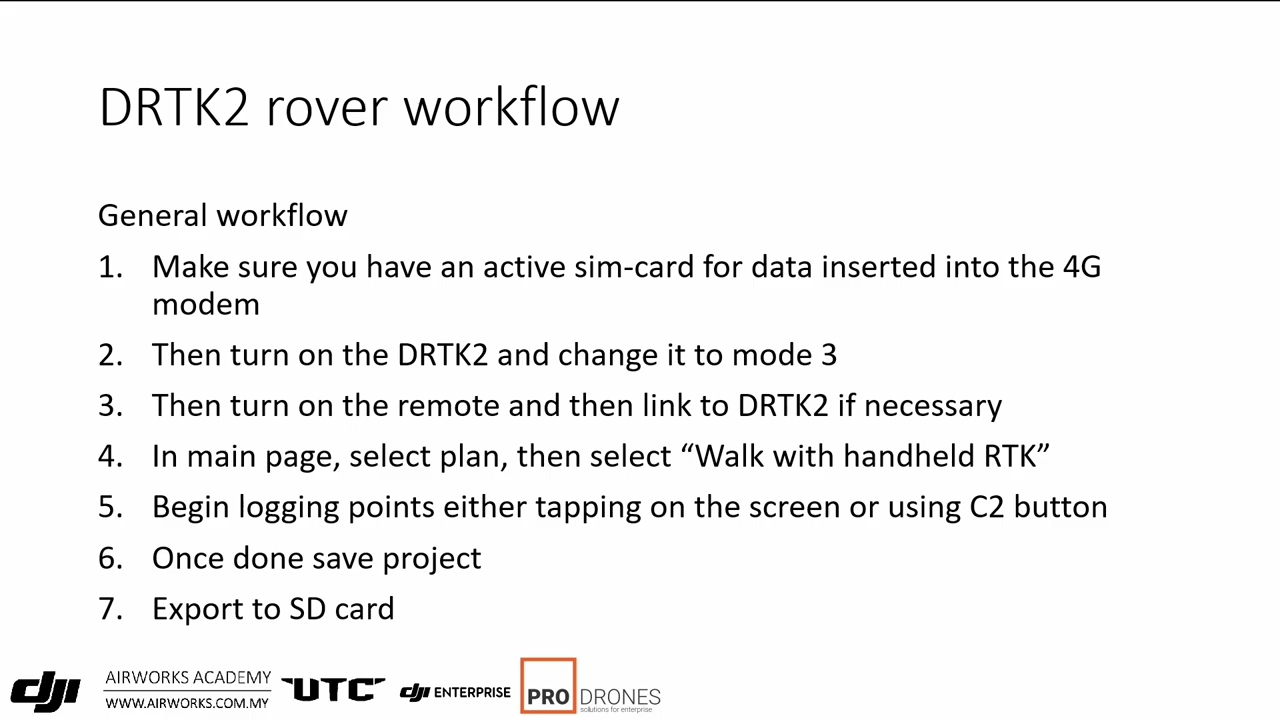 DRTK2 rover workflow
General workflow
1. Make sure you have an active sim-card for data inserted into the 4G
modem
2. Then turn on the DRTK2 and change it to mode 3
3. Then turn on the remote and then link to DRTK2 if necessary
4. In main page, select plan, then select “Walk with handheld RTK”
5. Begin logging points either tapping on the screen or using C2 button
6. Once done save project
7. Export to SD card
dji
AIRWORKS ACADEMY
WWW.AIRWORKS.COM.MY
UTC
dji ENTERPRISE
PRO DRONES
solutions for enterprise